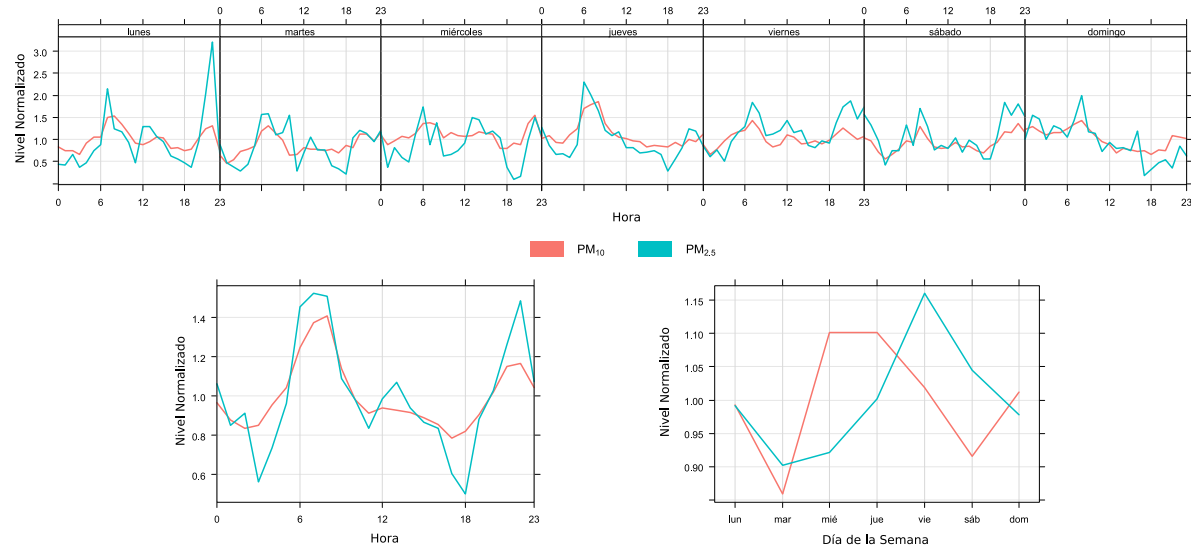 0 6 12 18 23 0 6 12 18 23 0 6 12 18 23
lunes martes miércoles jueves viernes sábado domingo
Nivel Normalizado
3.0
2.5
2.0
1.5
1.0
0.5
0 6 12 18 23 0 6 12 18 23 0 6 12 18 23 0 6 12 18 23
Hora
PM10 PM2.5
Nivel Normalizado
1.4
1.2
1.0
0.8
0.6
0 6 12 18 23
Hora
Nivel Normalizado
1.15
1.10
1.05
1.00
0.95
0.90
lun mar mié jue vie sáb dom
Día de la Semana